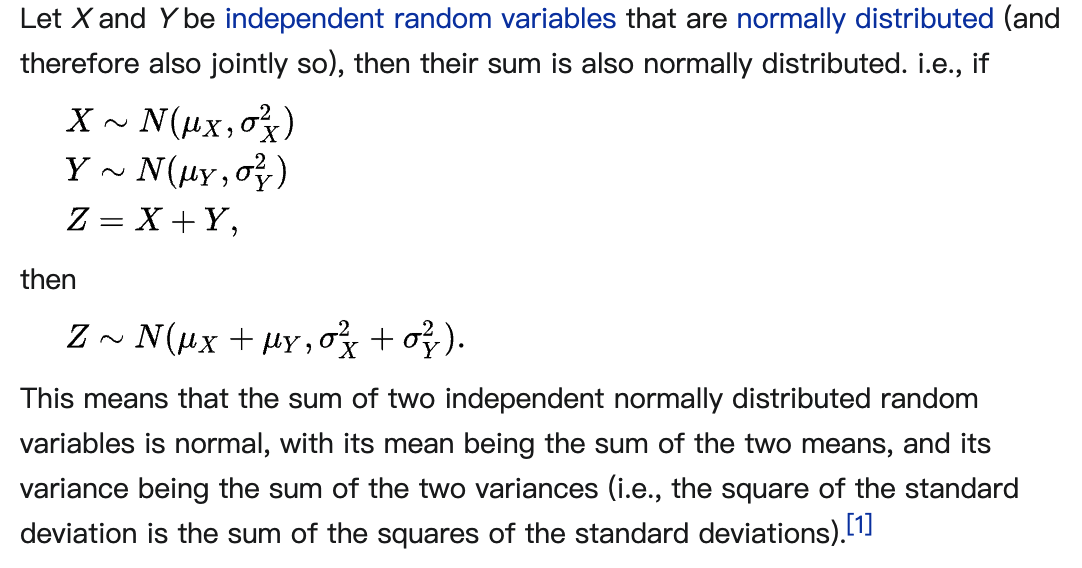 Let X and Y be independent random variables that are normally distributed (and
therefore also jointly so), then their sum is also normally distributed. i.e., if
X ∼ N(μ_X, σ_X^2)
Y ∼ N(μ_Y, σ_Y^2)
Z = X + Y,
then
Z ∼ N(μ_X + μ_Y, σ_X^2 + σ_Y^2).
This means that the sum of two independent normally distributed random
variables is normal, with its mean being the sum of the two means, and its
variance being the sum of the two variances (i.e., the square of the standard
deviation is the sum of the squares of the standard deviations).[1]